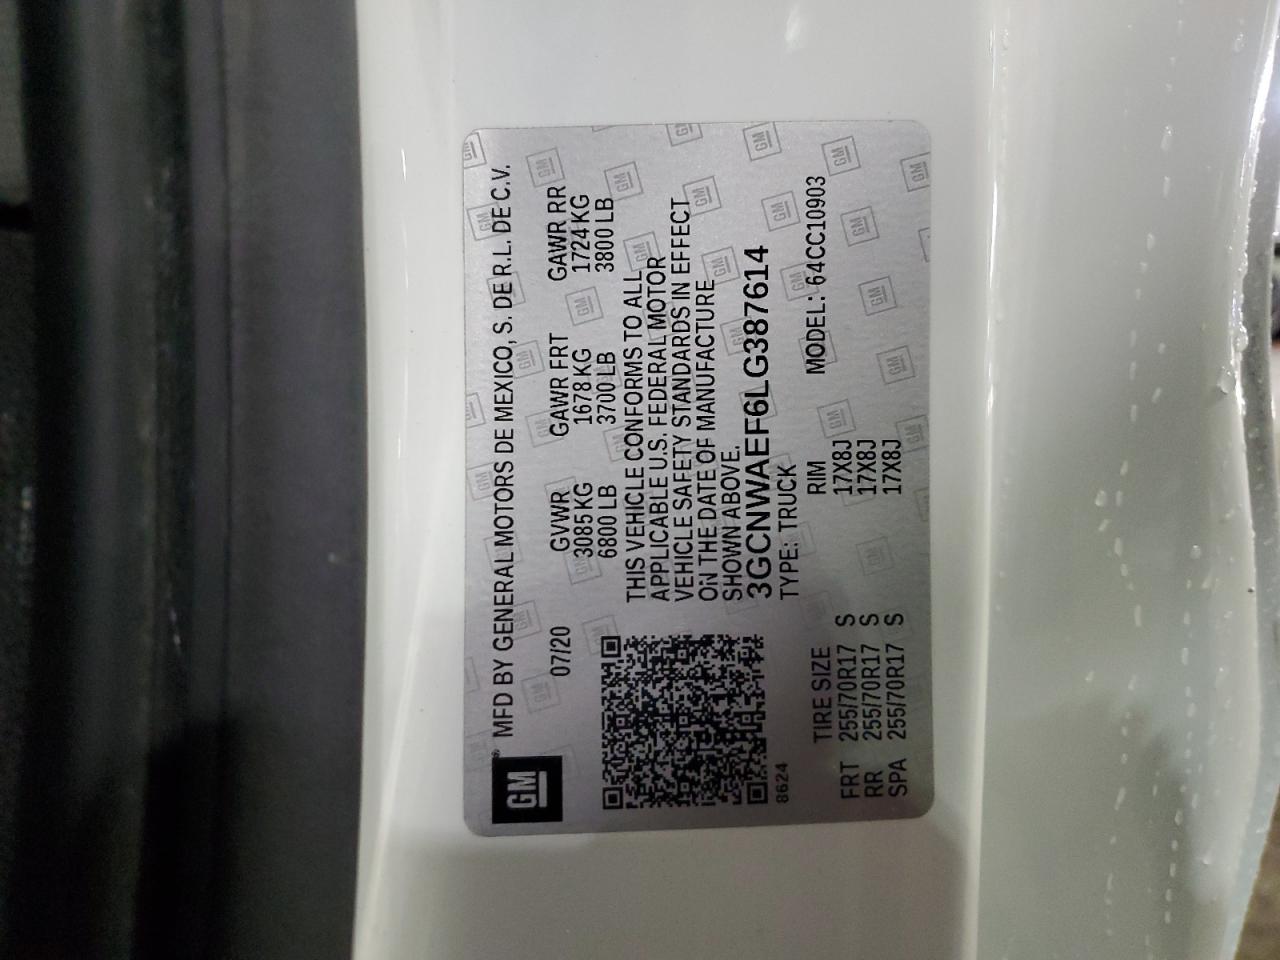 GM ® MFD BY GENERAL MOTORS DE MEXICO, S. DE R.L. DE C.V.
07/20 GVWR GAWR FRT GAWR RR
3085 KG 1678 KG 1724 KG
6800 LB 3700 LB 3800 LB
THIS VEHICLE CONFORMS TO ALL
APPLICABLE U.S. FEDERAL MOTOR
VEHICLE SAFETY STANDARDS IN EFFECT
ON THE DATE OF MANUFACTURE
SHOWN ABOVE.
3GCNWAEF6LG387614
8624 TYPE: TRUCK
TIRE SIZE RIM MODEL: 64CC10903
FRT 255/70R17 S 17X8J
RR 255/70R17 S 17X8J
SPA 255/70R17 S 17X8J